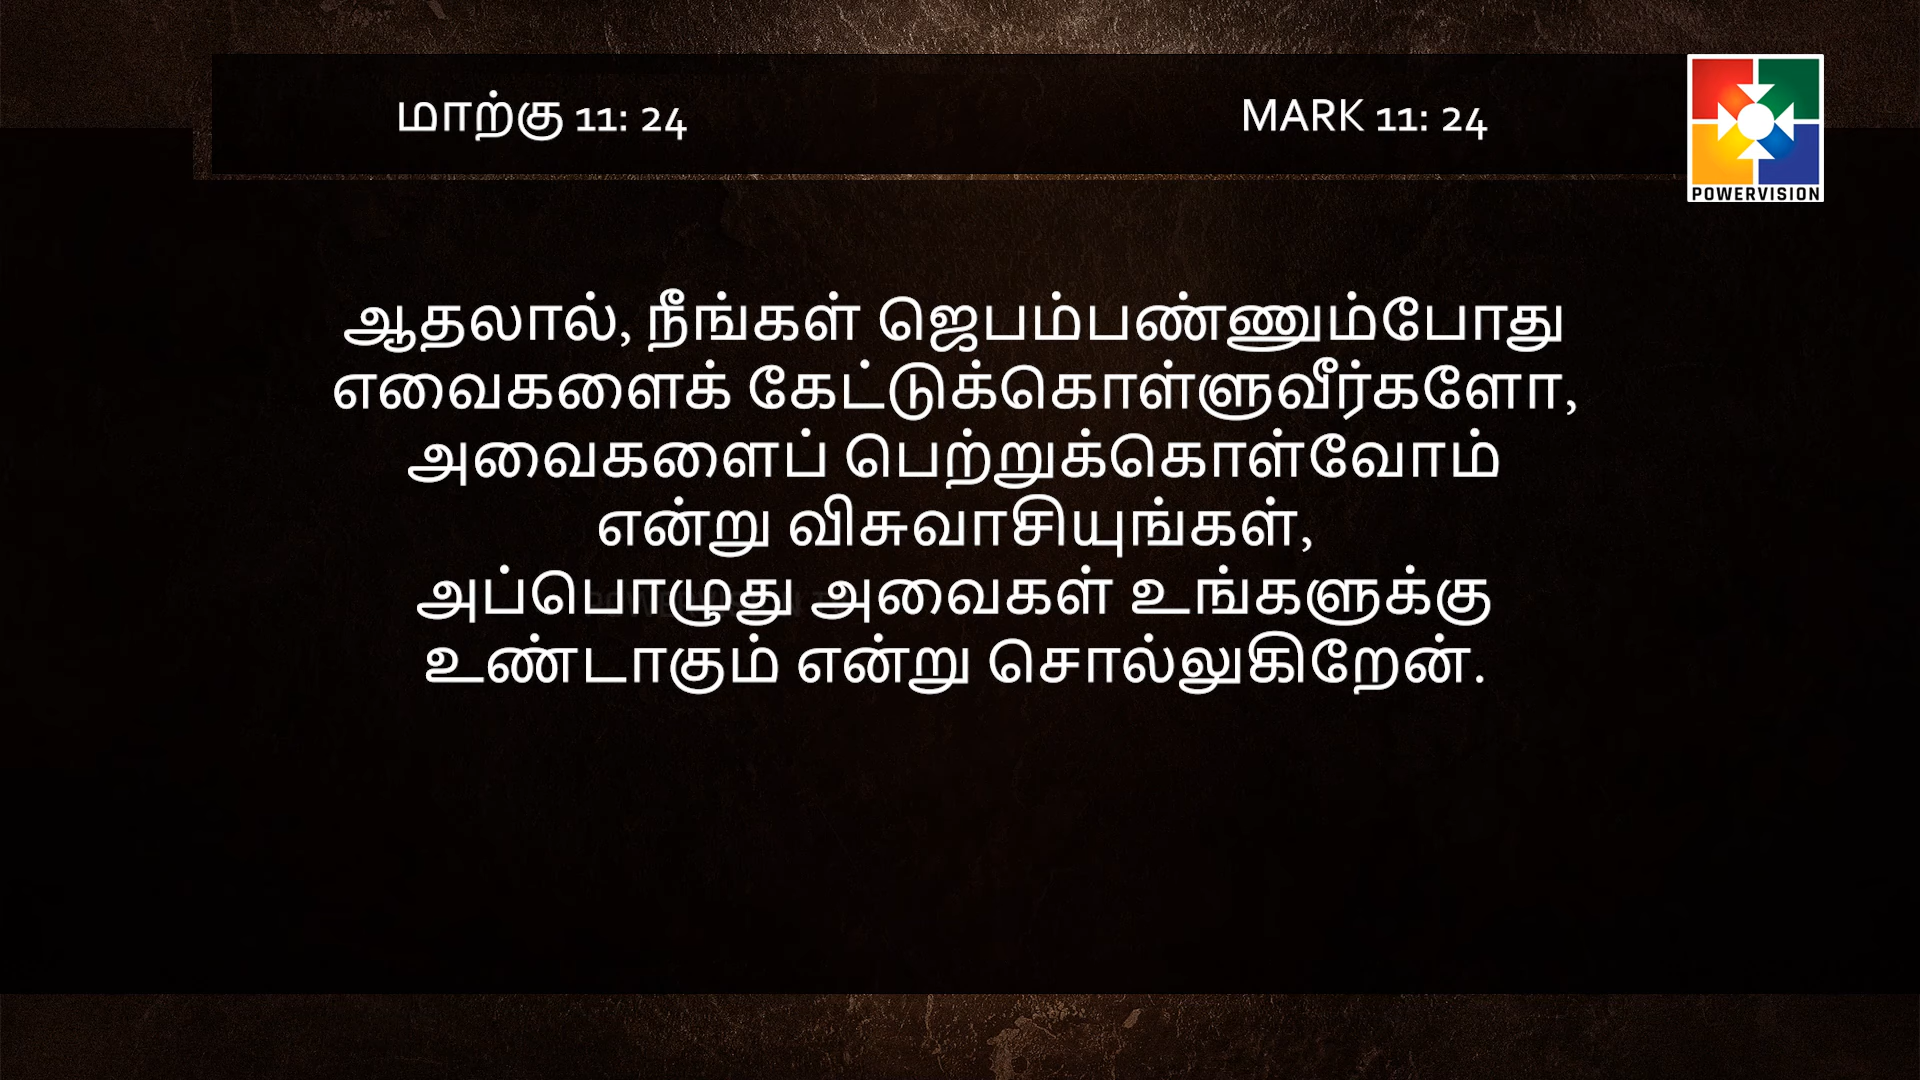 மாற்கு 11: 24
MARK 11: 24
POWERVISION
ஆதலால், நீங்கள் ஜெபம்பண்ணும்போது
எவைகளைக் கேட்டுக்கொள்ளுவீர்களோ,
அவைகளைப் பெற்றுக்கொள்வோம்
என்று விசுவாசியுங்கள்,
அப்பொழுது அவைகள் உங்களுக்கு
உண்டாகும் என்று சொல்லுகிறேன்.